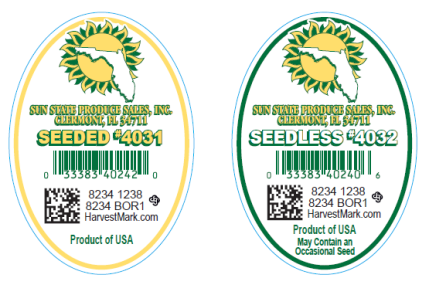 SUN STATE PRODUCE SALES, INC.
CLERMONT, FL 34711
SEEDED #4031
0 33383 40242 0
8234 1238
8234 BOR1
HarvestMark.com
Product of USA
SUN STATE PRODUCE SALES, INC.
CLERMONT, FL 34711
SEEDLESS #4032
0 33383 40240 6
8234 1238
8234 BOR1
HarvestMark.com
Product of USA
May Contain an
Occasional Seed